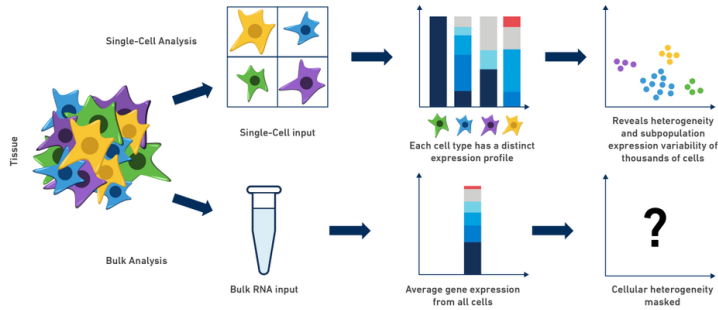 Tissue
Single-Cell Analysis
Single-Cell input
Each cell type has a distinct
expression profile
Reveals heterogeneity
and subpopulation
expression variability of
thousands of cells
Bulk Analysis
Bulk RNA input
Average gene expression
from all cells
?
Cellular heterogeneity
masked